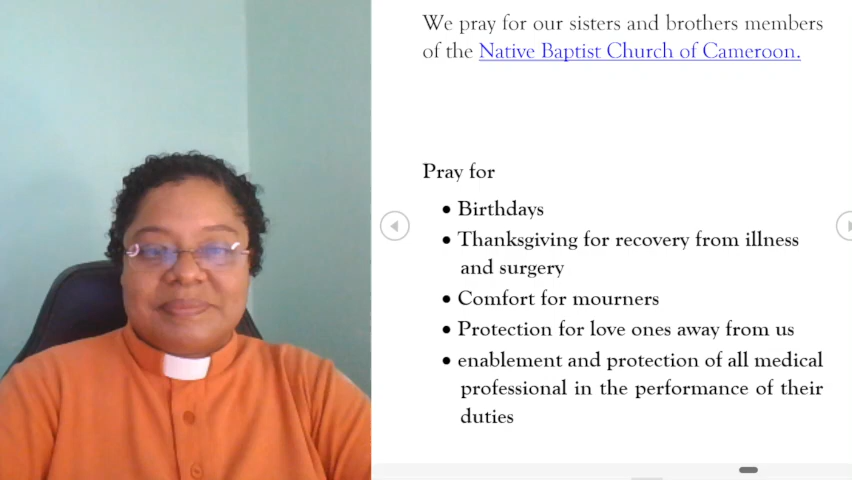 We pray for our sisters and brothers members
of the Native Baptist Church of Cameroon.
Pray for
• Birthdays
• Thanksgiving for recovery from illness
and surgery
• Comfort for mourners
• Protection for love ones away from us
• enablement and protection of all medical
professional in the performance of their
duties